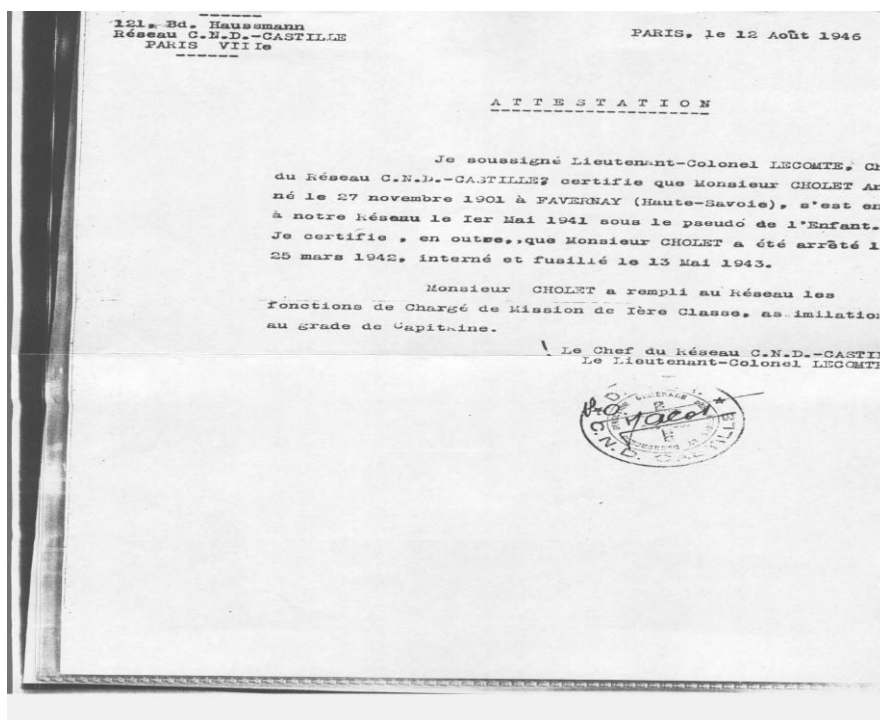 121, Bd. Haussmann
Réseau C.N.D.-CASTILLE
PARIS VIIIe
PARIS, le 12 Août 1946
ATTESTATION
Je soussigné Lieutenant-Colonel LECOMTE, Ch
du Réseau C.N.D.-CASTILLE, certifie que Monsieur CHOLET An
né le 27 novembre 1901 à FAVERNAY (Haute-Savoie), s'est en
à notre Réseau le Ier Mai 1941 sous le pseudo de l'Enfant.
Je certifie , en outre,,que Monsieur CHOLET a été arrêté l
25 mars 1942, interné et fusillé le 13 Mai 1943.
Monsieur CHOLET a rempli au Réseau les
fonctions de Chargé de Mission de Ière Classe, as.imilation
au grade de Capitaine.
Le Chef du Réseau C.N.D.-CASTI
Le Lieutenant-Colonel LECOMTE
C.N.D. CASTILLE